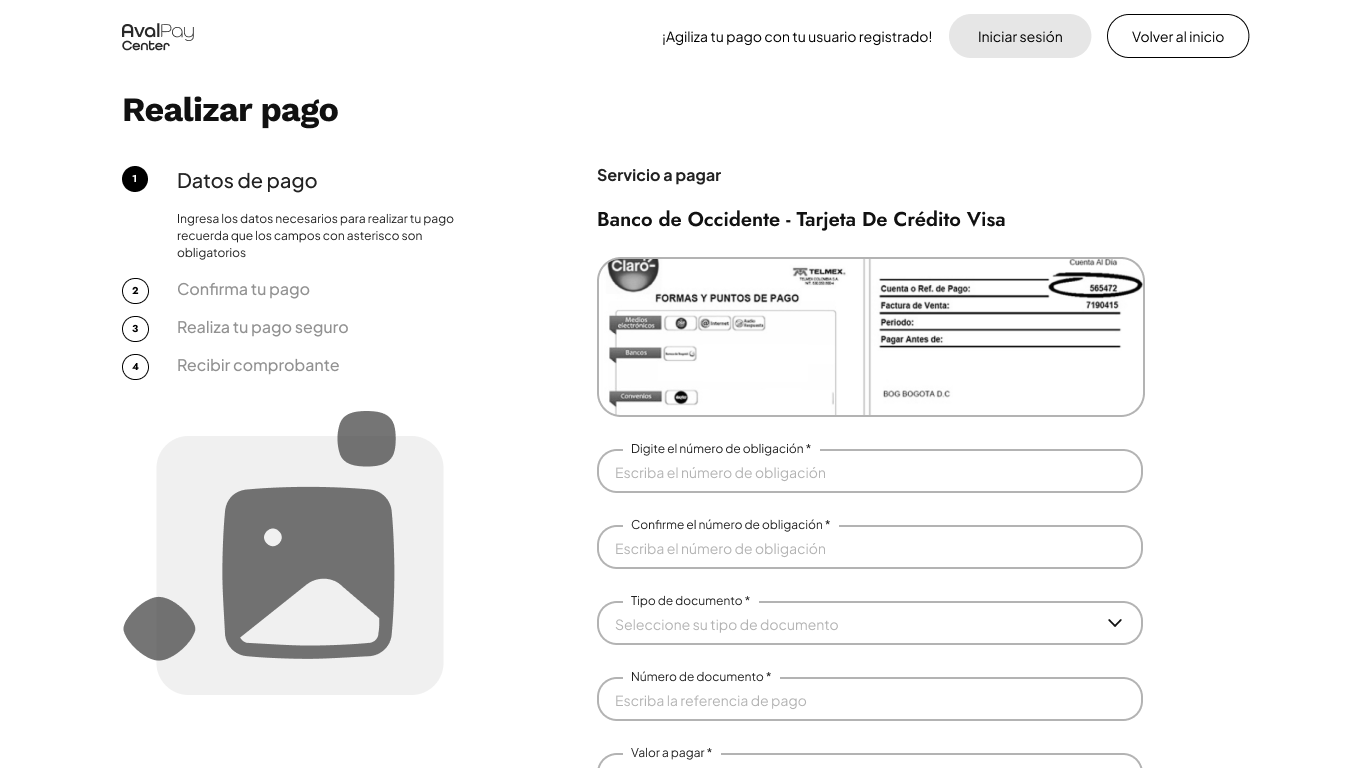 AvalPay
Center
¡Agiliza tu pago con tu usuario registrado!
Iniciar sesión
Volver al inicio
Realizar pago
1
Datos de pago
Ingresa los datos necesarios para realizar tu pago
recuerda que los campos con asterisco son
obligatorios
2
Confirma tu pago
3
Realiza tu pago seguro
4
Recibir comprobante
Servicio a pagar
Banco de Occidente - Tarjeta De Crédito Visa
Claro
TELMEX.
FORMAS Y PUNTOS DE PAGO
Medios
electrónicos
@Internet
Audio
Respuesta
Bancos
Convenios
Cuenta Al Dia
Cuenta o Ref. de Pago: 565472
Factura de Venta: 7190415
Periodo:
Pagar Antes de:
BOG BOGOTA D.C
Digite el número de obligación *
Escriba el número de obligación
Confirme el número de obligación *
Escriba el número de obligación
Tipo de documento *
Seleccione su tipo de documento
Número de documento *
Escriba la referencia de pago
Valor a pagar *